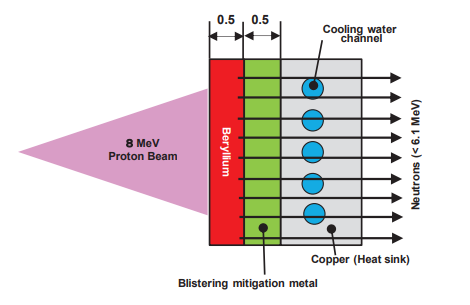 0.5 0.5
Cooling water
channel
8 MeV
Proton Beam
Beryllium
Neutrons (< 6.1 MeV)
Copper (Heat sink)
Blistering mitigation metal